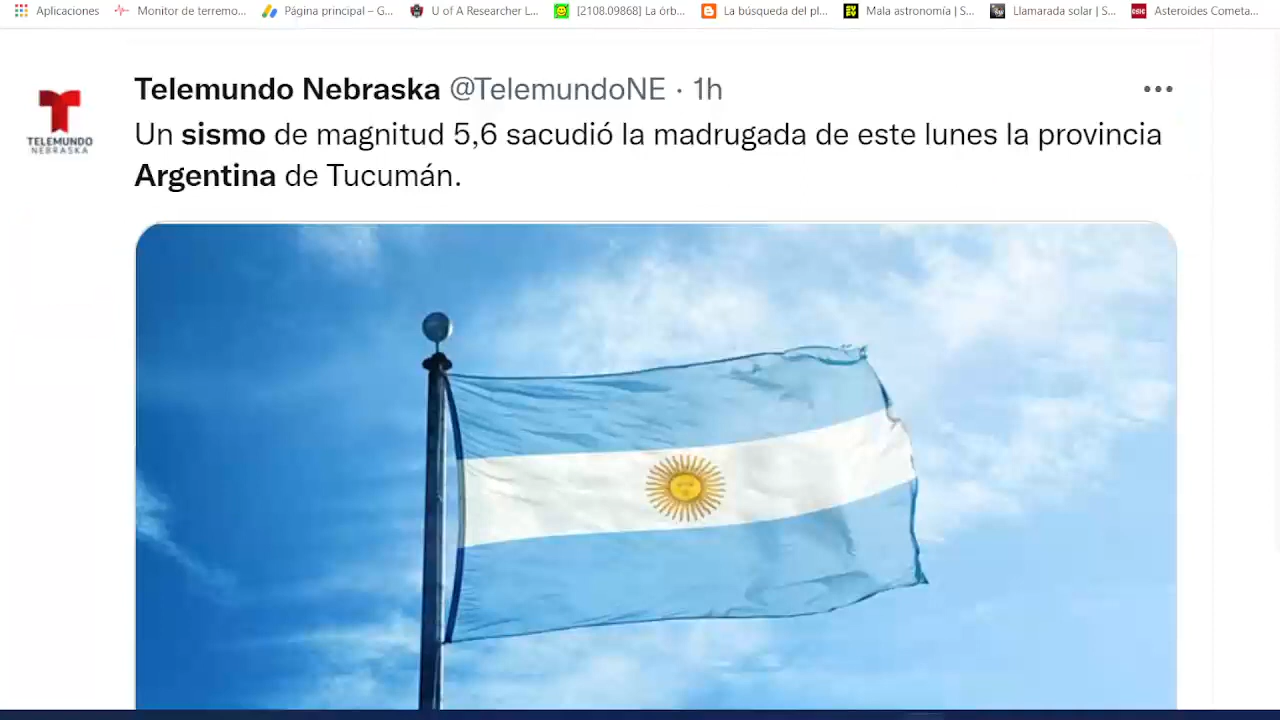 Aplicaciones Monitor de terremo... Página principal – G... U of A Researcher L... [2108.09868] La órb... La búsqueda del pl... Mala astronomía | S... Llamarada solar | S... Asteroides Cometa...
Telemundo Nebraska @TelemundoNE · 1h
TELEMUNDO
NEBRASKA
Un sismo de magnitud 5,6 sacudió la madrugada de este lunes la provincia
Argentina de Tucumán.